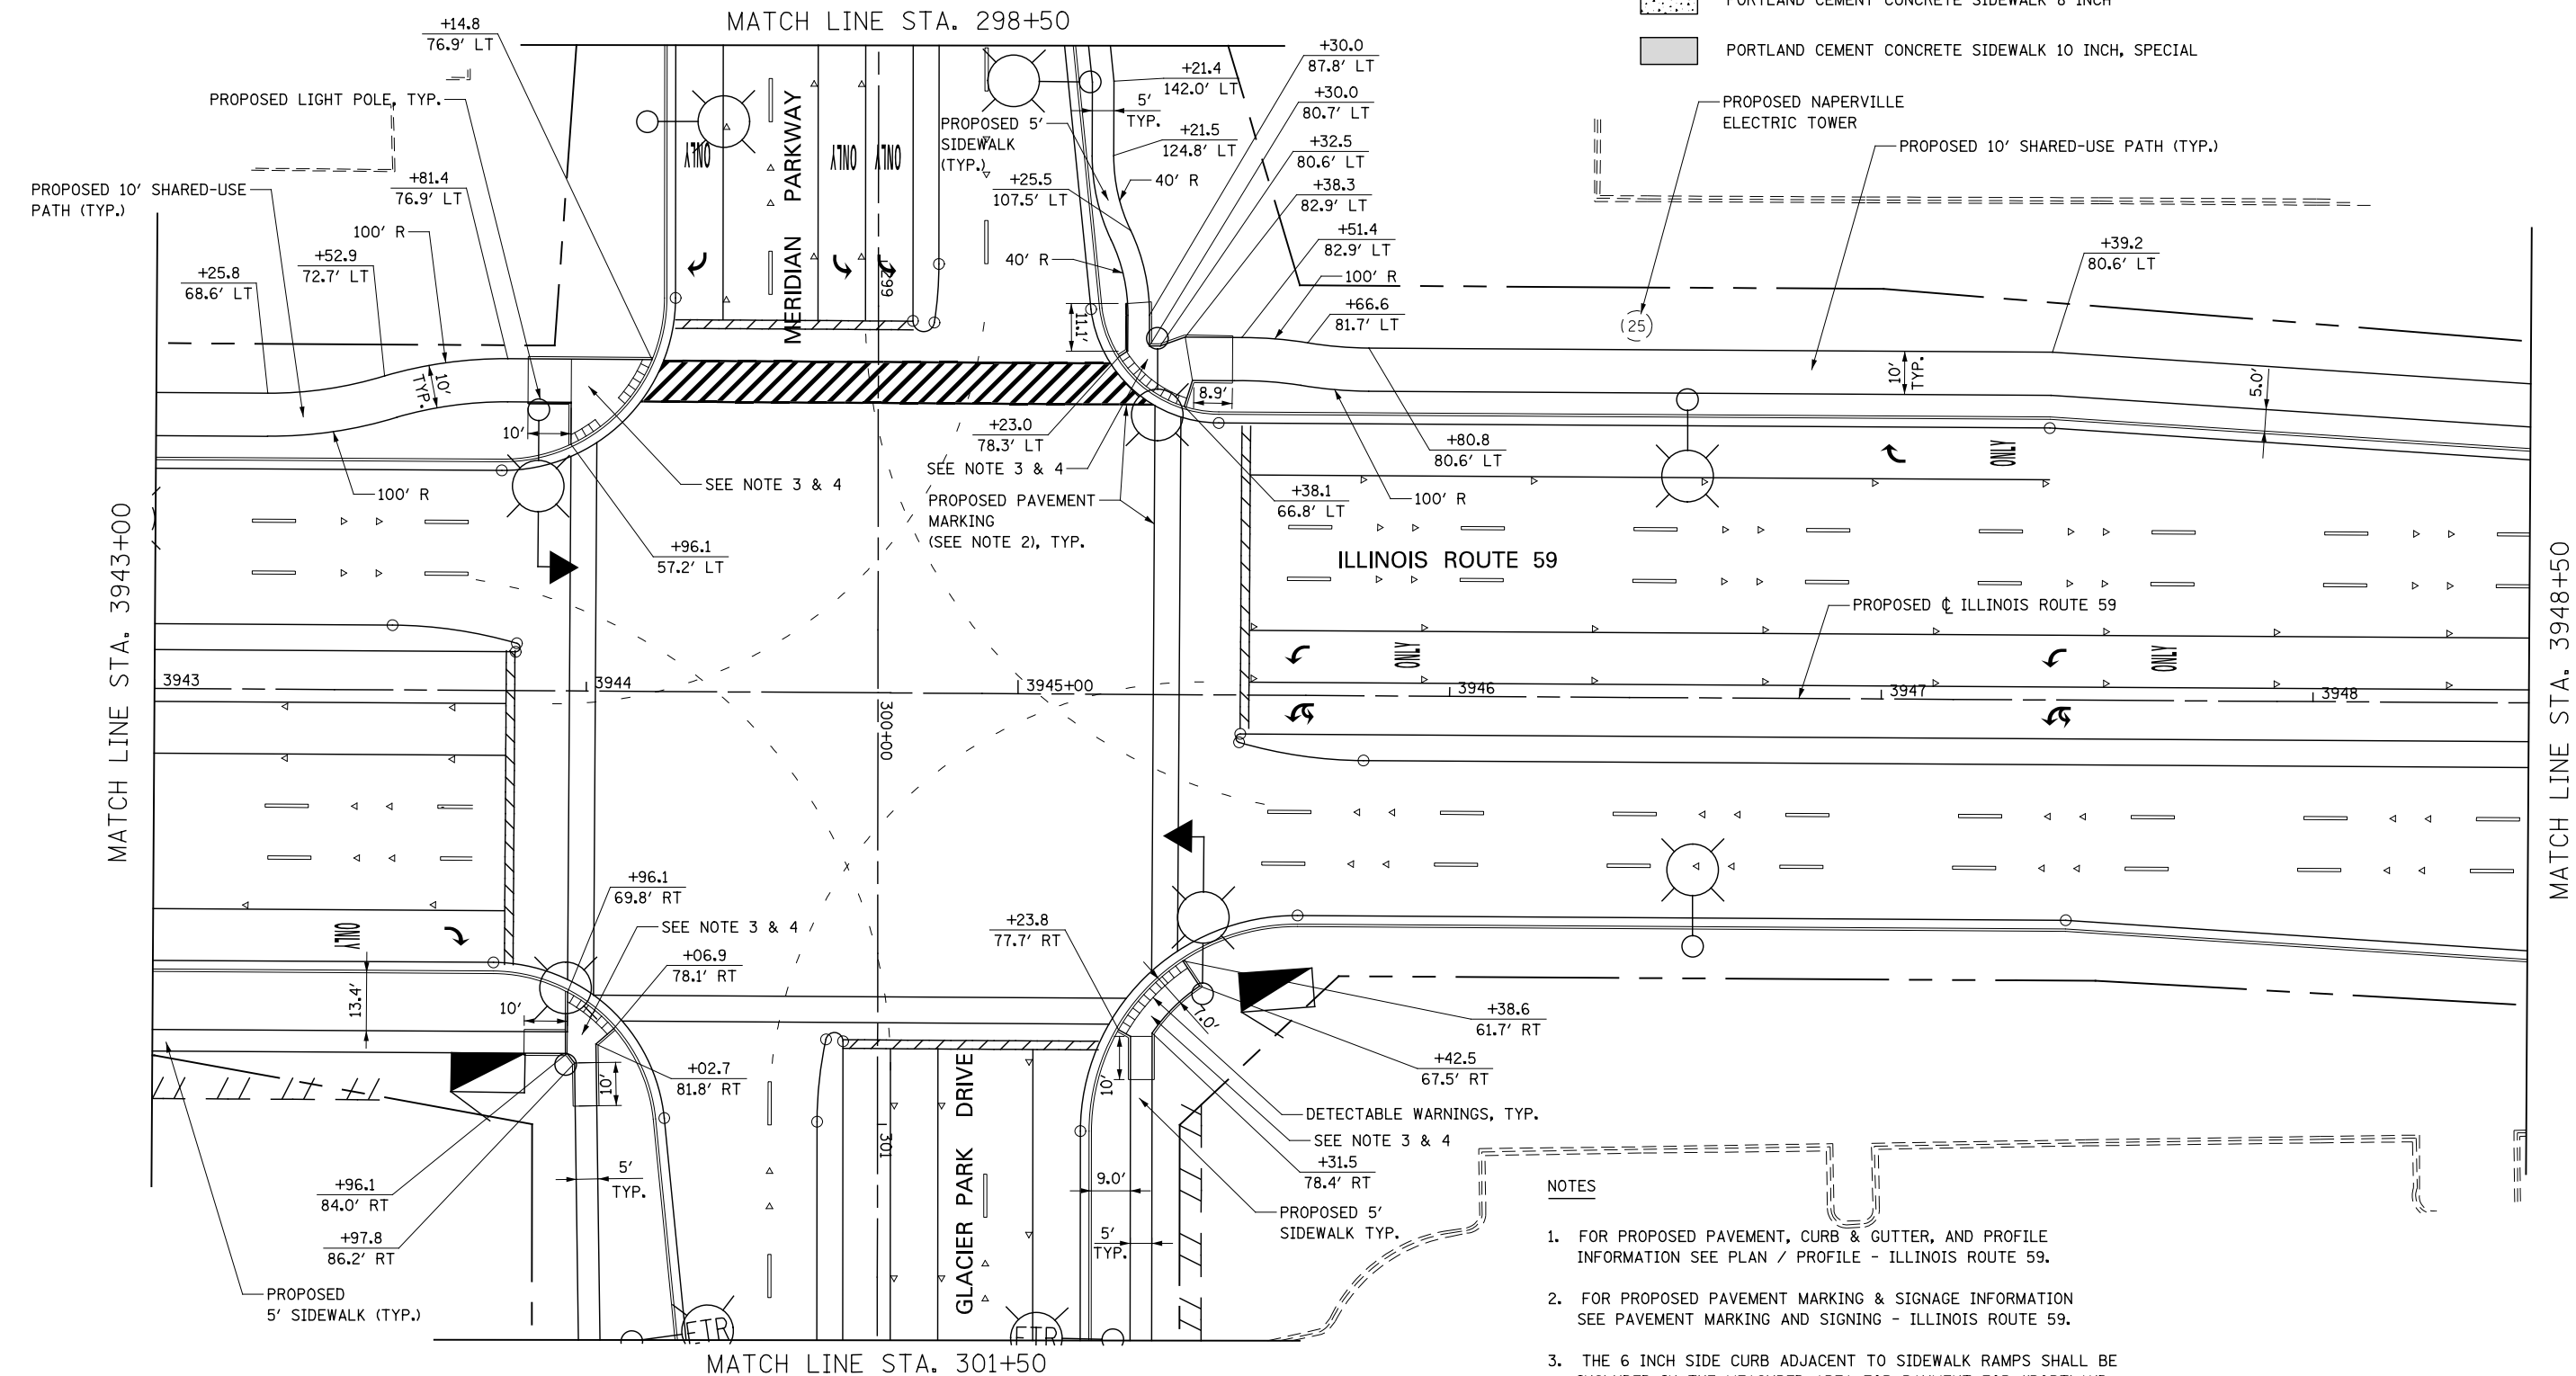 MATCH LINE STA. 298+50
PORTLAND CEMENT CONCRETE SIDEWALK 8 INCH
PORTLAND CEMENT CONCRETE SIDEWALK 10 INCH, SPECIAL
+14.8
76.9' LT
PROPOSED LIGHT POLE, TYP.
+81.4
76.9' LT
PROPOSED 10' SHARED-USE
PATH (TYP.)
100' R
+52.9
72.7' LT
+25.8
68.6' LT
10'
TYP.
10'
100' R
SEE NOTE 3 & 4
+96.1
57.2' LT
ONLY
ONLY
ONLY
MERIDIAN PARKWAY
299
PROPOSED 5'
SIDEWALK
(TYP.)
5'
TYP.
+21.4
142.0' LT
+21.5
124.8' LT
+25.5
107.5' LT
40' R
40' R
11.1'
+30.0
87.8' LT
+30.0
80.7' LT
+32.5
80.6' LT
+38.3
82.9' LT
+51.4
82.9' LT
100' R
+66.6
81.7' LT
PROPOSED NAPERVILLE
ELECTRIC TOWER
PROPOSED 10' SHARED-USE PATH (TYP.)
25
+39.2
80.6' LT
10'
TYP.
5.0'
8.9'
+23.0
78.3' LT
SEE NOTE 3 & 4
PROPOSED PAVEMENT
MARKING
(SEE NOTE 2), TYP.
+80.8
80.6' LT
+38.1
66.8' LT
100' R
ONLY
ILLINOIS ROUTE 59
PROPOSED ℄ ILLINOIS ROUTE 59
ONLY
ONLY
MATCH LINE STA. 3943+00
MATCH LINE STA. 3948+50
3943
3944
3945+00
3946
3947
3948
300+00
+96.1
69.8' RT
SEE NOTE 3 & 4
+06.9
78.1' RT
ONLY
13.4'
10'
10'
+02.7
81.8' RT
5'
TYP.
+96.1
84.0' RT
+97.8
86.2' RT
PROPOSED
5' SIDEWALK (TYP.)
+23.8
77.7' RT
7.0'
+38.6
61.7' RT
+42.5
67.5' RT
DETECTABLE WARNINGS, TYP.
SEE NOTE 3 & 4
+31.5
78.4' RT
10'
9.0'
5'
TYP.
PROPOSED 5'
SIDEWALK TYP.
GLACIER PARK DRIVE
301
ETR
ETR
MATCH LINE STA. 301+50
NOTES
1. FOR PROPOSED PAVEMENT, CURB & GUTTER, AND PROFILE
INFORMATION SEE PLAN / PROFILE - ILLINOIS ROUTE 59.
2. FOR PROPOSED PAVEMENT MARKING & SIGNAGE INFORMATION
SEE PAVEMENT MARKING AND SIGNING - ILLINOIS ROUTE 59.
3. THE 6 INCH SIDE CURB ADJACENT TO SIDEWALK RAMPS SHALL BE